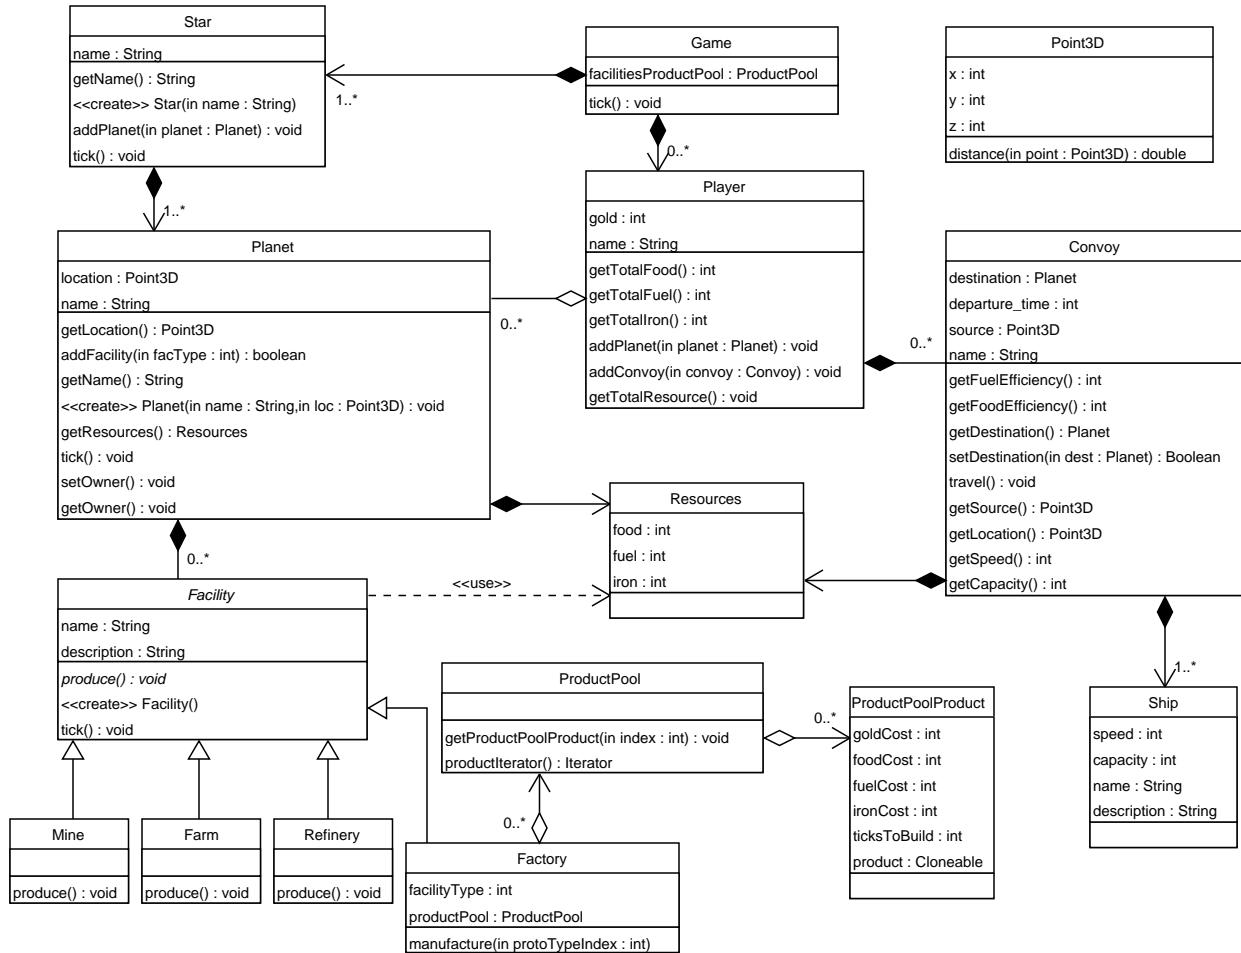 Star
name : String
getName() : String
<<create>> Star(in name : String)
addPlanet(in planet : Planet) : void
tick() : void
1..*
Game
facilitiesProductPool : ProductPool
tick() : void
0..*
Point3D
x : int
y : int
z : int
distance(in point : Point3D) : double
1..*
Planet
location : Point3D
name : String
getLocation() : Point3D
addFacility(in facType : int) : boolean
getName() : String
<<create>> Planet(in name : String,in loc : Point3D) : void
getResources() : Resources
tick() : void
setOwner() : void
getOwner() : void
0..*
Player
gold : int
name : String
getTotalFood() : int
getTotalFuel() : int
getTotalIron() : int
addPlanet(in planet : Planet) : void
addConvoy(in convoy : Convoy) : void
getTotalResource() : void
0..*
Convoy
destination : Planet
departure_time : int
source : Point3D
name : String
getFuelEfficiency() : int
getFoodEfficiency() : int
getDestination() : Planet
setDestination(in dest : Planet) : Boolean
travel() : void
getSource() : Point3D
getLocation() : Point3D
getSpeed() : int
getCapacity() : int
Resources
food : int
fuel : int
iron : int
0..*
<<use>>
Facility
name : String
description : String
produce() : void
<<create>> Facility()
tick() : void
ProductPool
getProductPoolProduct(in index : int) : void
productIterator() : Iterator
0..*
ProductPoolProduct
goldCost : int
foodCost : int
fuelCost : int
ironCost : int
ticksToBuild : int
product : Cloneable
1..*
Ship
speed : int
capacity : int
name : String
description : String
Mine
produce() : void
Farm
produce() : void
Refinery
produce() : void
0..*
Factory
facilityType : int
productPool : ProductPool
manufacture(in protoTypeIndex : int)